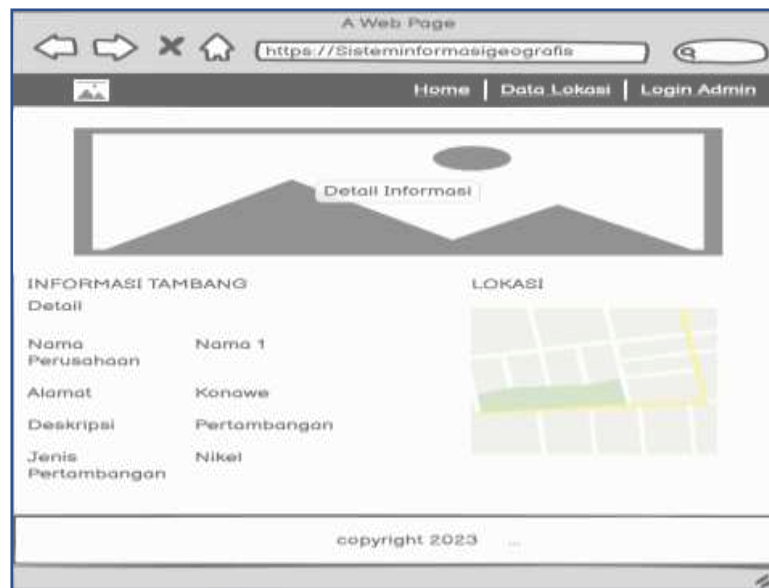 A Web Page
https://Sisteminformasigeografis
Home | Data Lokasi | Login Admin
Detail Informasi
INFORMASI TAMBANG
Detail
Nama Perusahaan
Nama 1
Alamat
Konawe
Deskripsi
Pertambangan
Jenis Pertambangan
Nikel
LOKASI
copyright 2023 ...